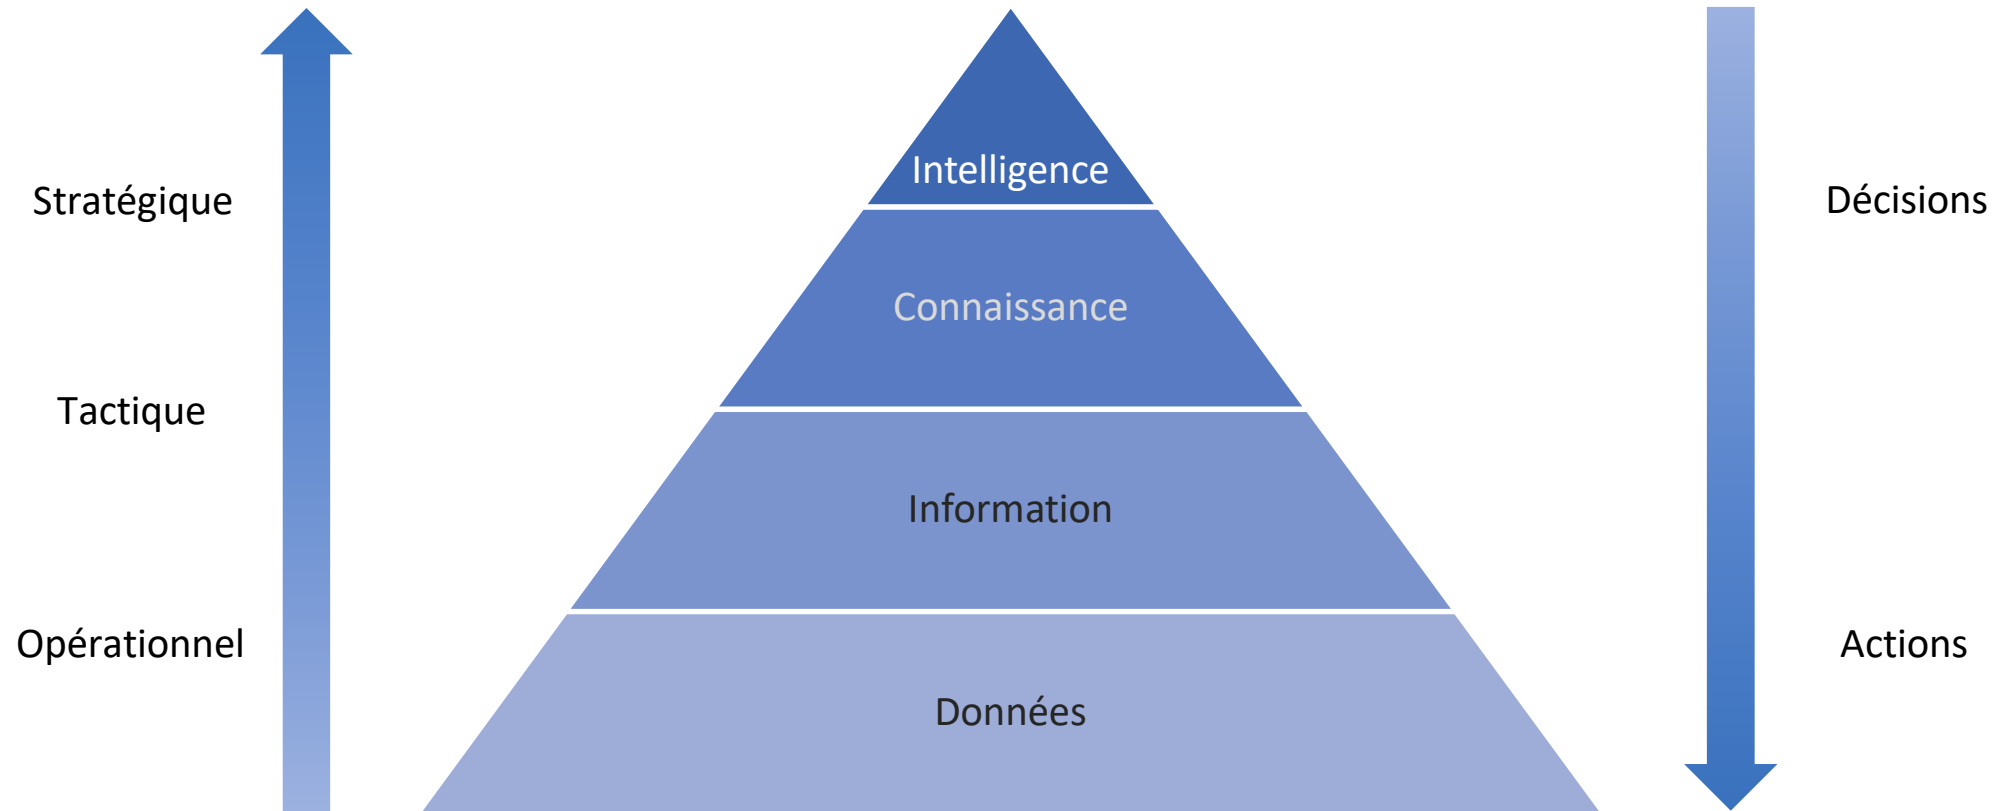 Intelligence
Stratégique
Décisions
Connaissance
Tactique
Information
Opérationnel
Actions
Données